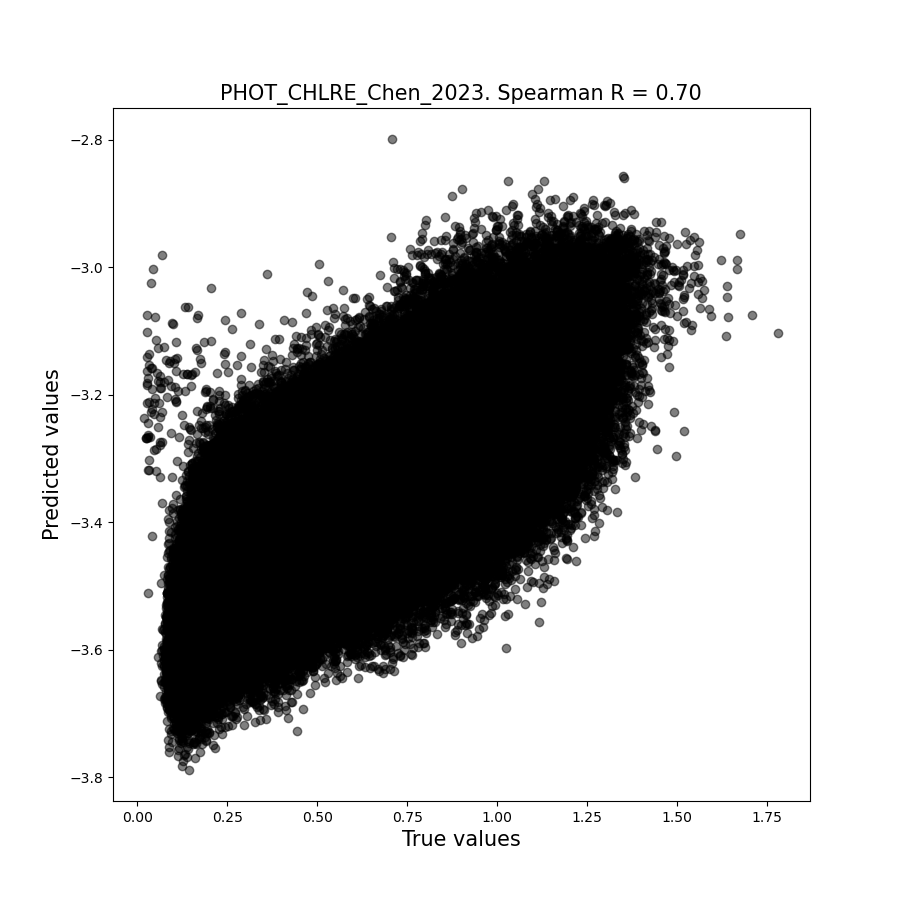 PHOT_CHLRE_Chen_2023. Spearman R = 0.70
Predicted values
−2.8
−3.0
−3.2
−3.4
−3.6
−3.8
0.00 0.25 0.50 0.75 1.00 1.25 1.50 1.75
True values